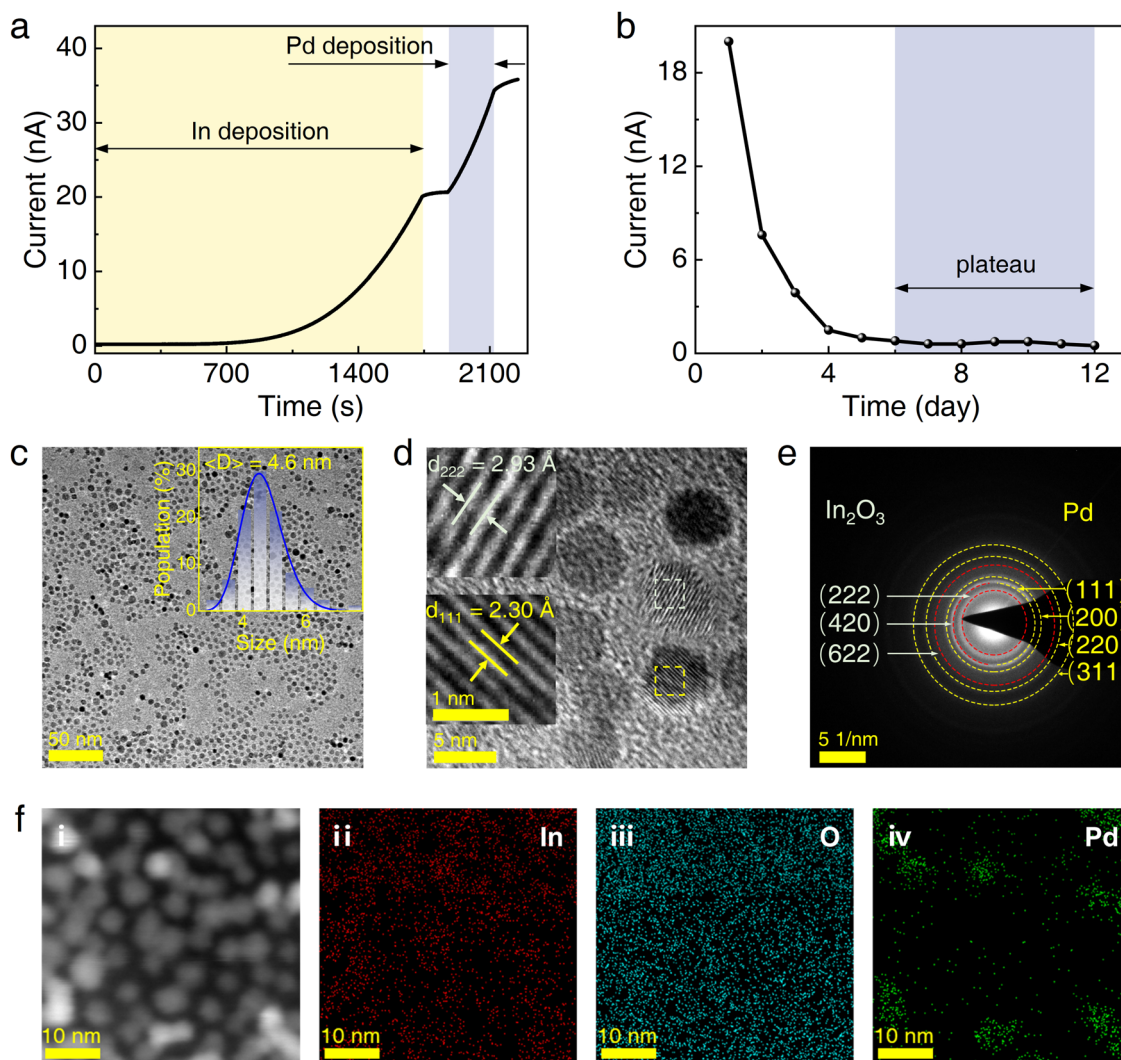 a
Current (nA)
40
30
20
10
0
Pd deposition
In deposition
0
700
1400
2100
Time (s)
b
Current (nA)
18
12
6
0
plateau
0
4
8
12
Time (day)
c
<D> = 4.6 nm
Population (%)
30
20
10
0
4
6
Size (nm)
50 nm
d
d₂₂₂ = 2.93 Å
d₁₁₁ = 2.30 Å
1 nm
5 nm
e
In₂O₃
Pd
(222)
(420)
(622)
(111)
(200)
(220)
(311)
5 1/nm
f
i
10 nm
ii
In
10 nm
iii
O
10 nm
iv
Pd
10 nm